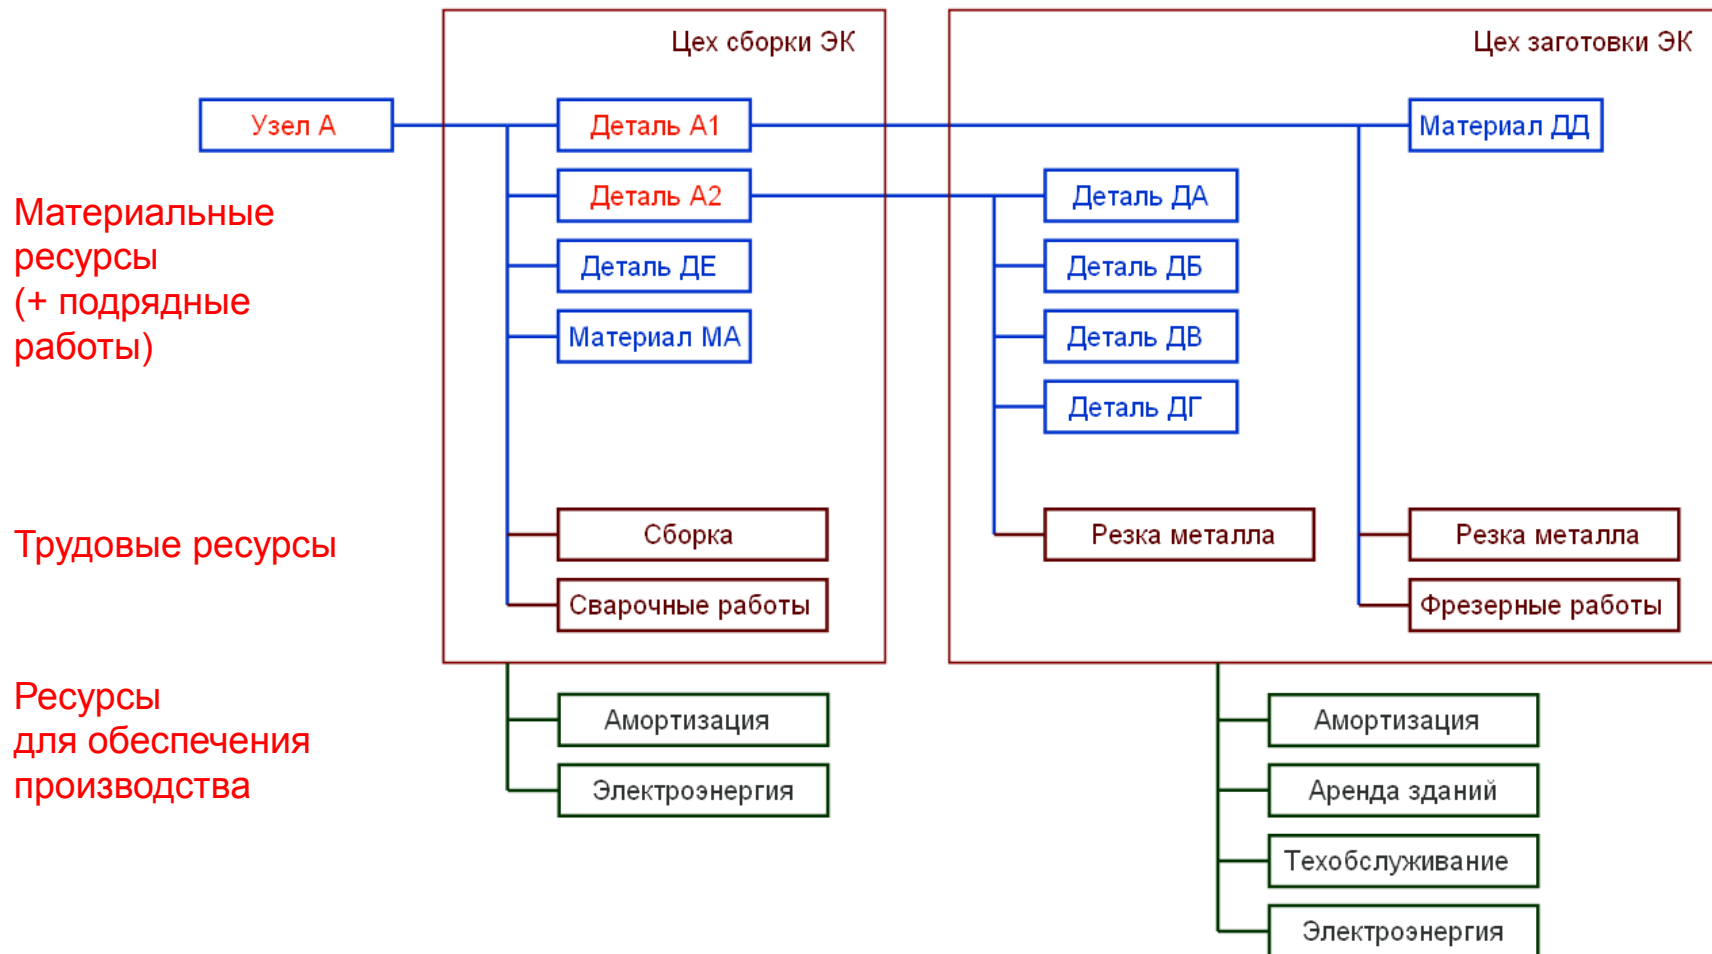 Цех сборки ЭК
Цех заготовки ЭК
Узел А
Деталь А1
Материал ДД
Деталь А2
Деталь ДА
Материальные
ресурсы
(+ подрядные
работы)
Деталь ДЕ
Деталь ДБ
Материал МА
Деталь ДВ
Деталь ДГ
Трудовые ресурсы
Сборка
Резка металла
Резка металла
Сварочные работы
Фрезерные работы
Ресурсы
для обеспечения
производства
Амортизация
Амортизация
Электроэнергия
Аренда зданий
Техобслуживание
Электроэнергия